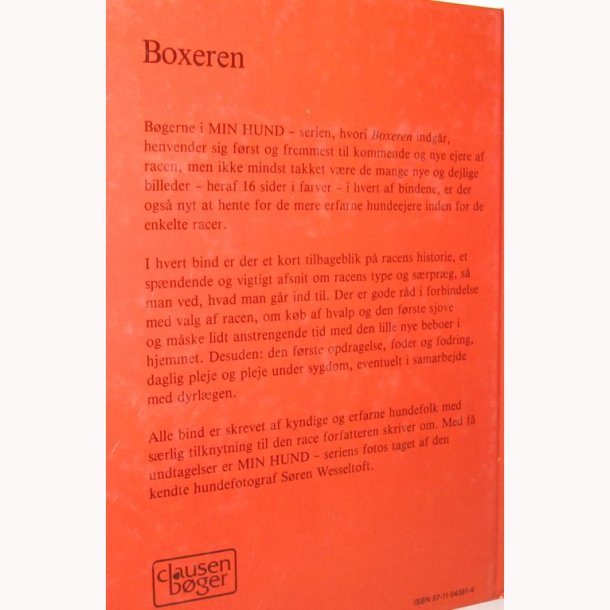 Boxeren
Bøgerne i MIN HUND – serien, hvori Boxeren indgår,
henvender sig først og fremmest til kommende og nye ejere af
racen, men ikke mindst takket være de mange nye og dejlige
billeder – heraf 16 sider i farver – i hvert af bindene, er der
også nyt at hente for de mere erfarne hundeejere inden for de
enkelte racer.
I hvert bind er der et kort tilbageblik på racens historie, et
spændende og vigtigt afsnit om racens type og særpræg, så
man ved, hvad man går ind til. Der er gode råd i forbindelse
med valg af racen, om køb af hvalp og den første sjove
og måske lidt anstrengende tid med den lille nye beboer i
hjemmet. Desuden: den første opdragelse, foder og fodring,
daglig pleje og pleje under sygdom, eventuelt i samarbejde
med dyrlægen.
Alle bind er skrevet af kyndige og erfarne hundefolk med
særlig tilknytning til den race forfatteren skriver om. Med få
undtagelser er MIN HUND – seriens fotos taget af den
kendte hundefotograf Søren Wesseltoft.
clausen
bøger
ISBN 87-11-04381-4